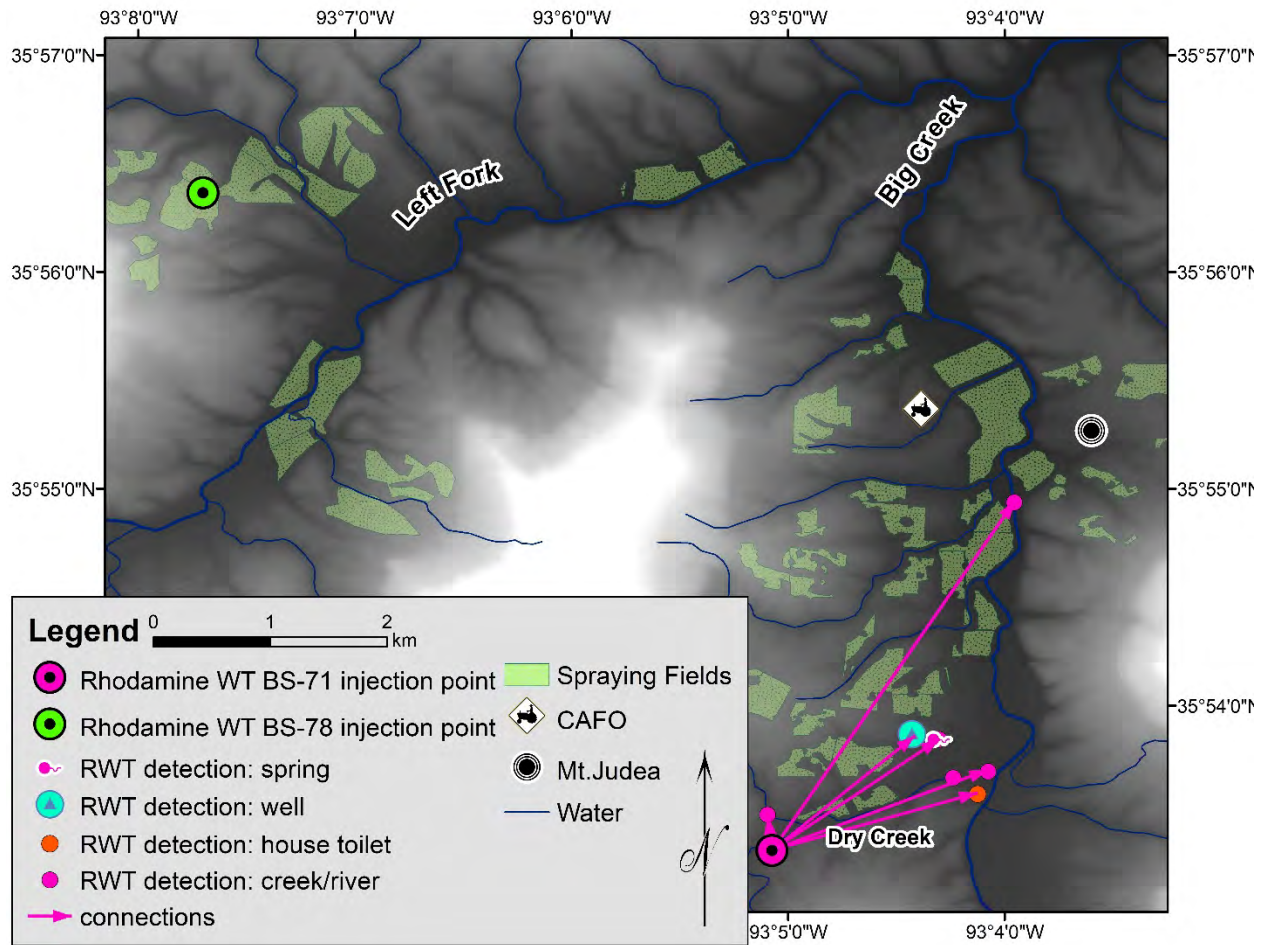 93°8'0"W 93°7'0"W 93°6'0"W 93°5'0"W 93°4'0"W
35°57'0"N 35°57'0"N
Big Creek
Left Fork
35°56'0"N 35°56'0"N
35°55'0"N 35°55'0"N
Legend 0 1 2
km
Rhodamine WT BS-71 injection point Spraying Fields
Rhodamine WT BS-78 injection point CAFO
35°54'0"N
RWT detection: spring Mt.Judea
RWT detection: well Water
RWT detection: house toilet
Dry Creek
RWT detection: creek/river
N
connections
93°5'0"W 93°4'0"W